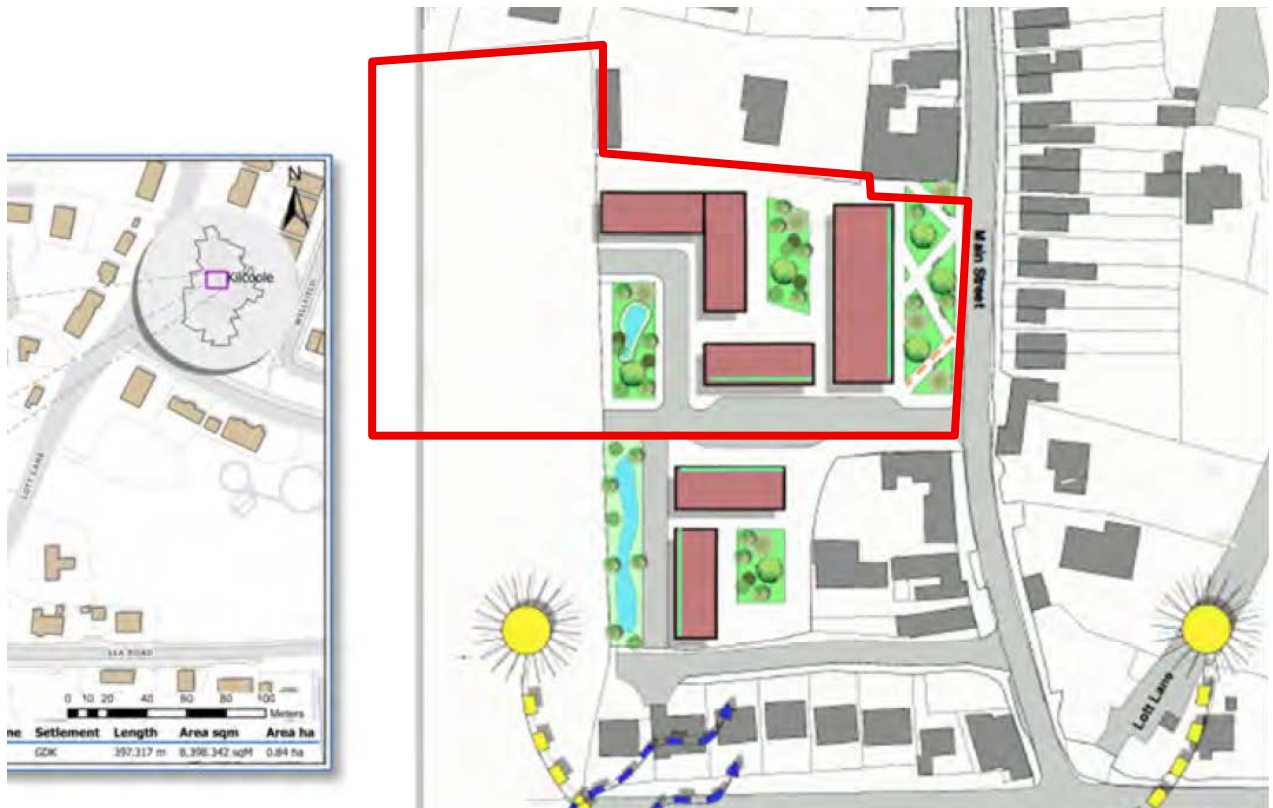 N
Kilcoole
WELLFIELD
LOTT LANE
SEA ROAD
0 10 20 40 60 80 100
Meters
ne Setlement Length Area sqm Area ha
GDK 397.317 m 8,398.342 sqM 0.84 ha
Main Street
Lott Lane